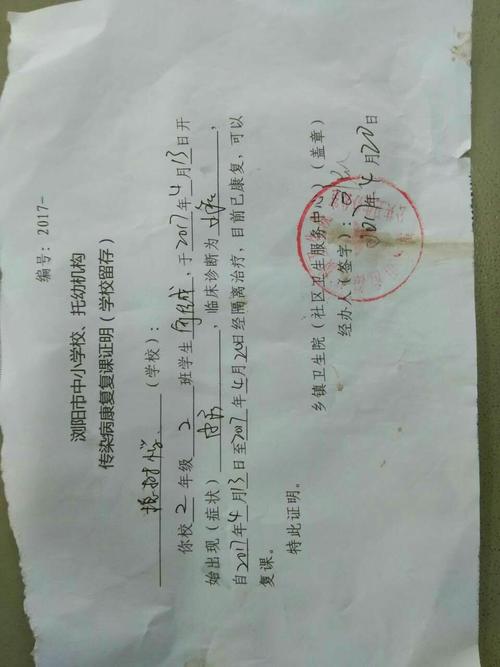 编号：2017-
浏阳市中小学校、托幼机构
传染病康复复课证明（学校留存）
（学校）：
你校2年级2班学生，于2017年4月13日开
始出现（症状），临床诊断为，
自2017年4月13日至2017年4月20日经隔离治疗，目前已康复，可以
复课。
特此证明。
乡镇卫生院（社区卫生服务中心）（盖章）
经办人（签字）：
2017年4月20日